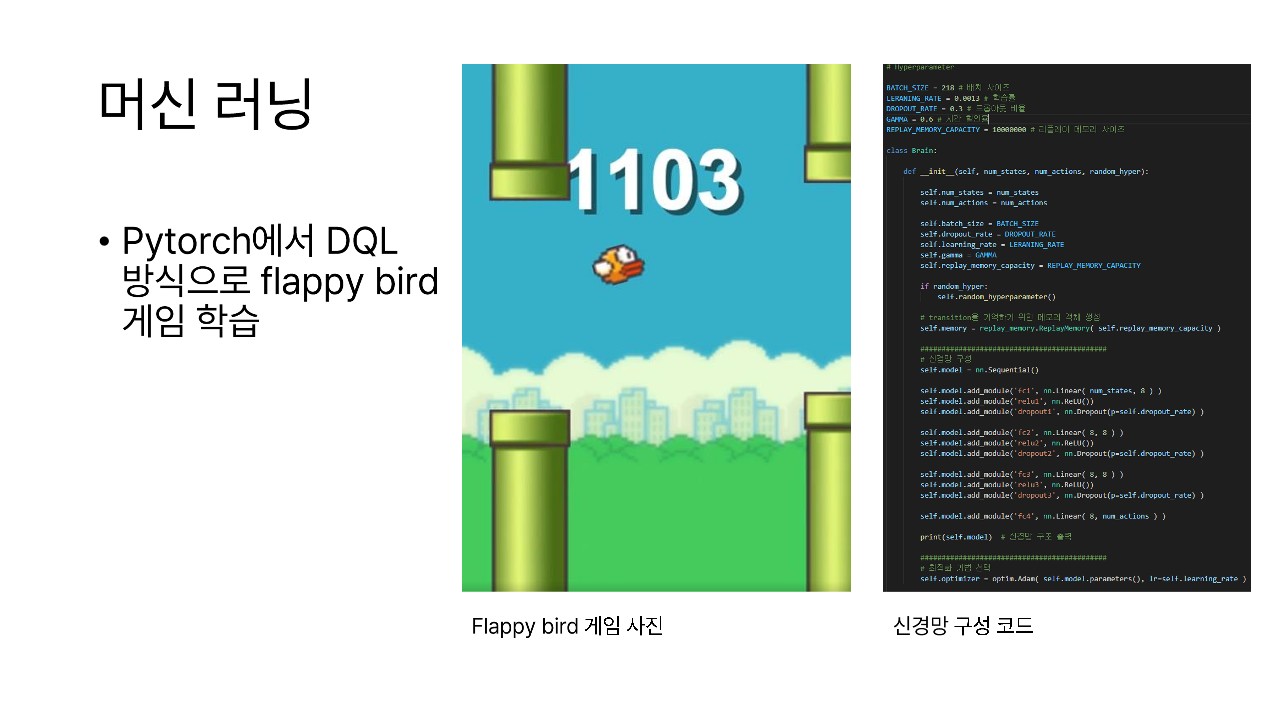 머신 러닝
• Pytorch에서 DQL
방식으로 flappy bird
게임 학습
1103
Flappy bird 게임 사진
# Hyperparameter
BATCH_SIZE = 218 # 배치 사이즈
LERANING_RATE = 0.0013 # 학습률
DROPOUT_RATE = 0.3 # 드롭아웃 비율
GAMMA = 0.6 # 시간 할인율
REPLAY_MEMORY_CAPACITY = 10000000 # 리플레이 메모리 사이즈
class Brain:
def __init__(self, num_states, num_actions, random_hyper):
self.num_states = num_states
self.num_actions = num_actions
self.batch_size = BATCH_SIZE
self.dropout_rate = DROPOUT_RATE
self.learning_rate = LERANING_RATE
self.gamma = GAMMA
self.replay_memory_capacity = REPLAY_MEMORY_CAPACITY
if random_hyper:
self.random_hyperparameter()
# transition을 기억하기 위한 메모리 객체 생성
self.memory = replay_memory.ReplayMemory( self.replay_memory_capacity )
############################################
# 신경망 구성
self.model = nn.Sequential()
self.model.add_module('fc1', nn.Linear( num_states, 8 ) )
self.model.add_module('relu1', nn.ReLU())
self.model.add_module('dropout1', nn.Dropout(p=self.dropout_rate) )
self.model.add_module('fc2', nn.Linear( 8, 8 ) )
self.model.add_module('relu2', nn.ReLU())
self.model.add_module('dropout2', nn.Dropout(p=self.dropout_rate) )
self.model.add_module('fc3', nn.Linear( 8, 8 ) )
self.model.add_module('relu3', nn.ReLU())
self.model.add_module('dropout3', nn.Dropout(p=self.dropout_rate) )
self.model.add_module('fc4', nn.Linear( 8, num_actions ) )
print(self.model) # 신경망 구조 출력
############################################
# 최적화 기법 선택
self.optimizer = optim.Adam( self.model.parameters(), lr=self.learning_rate )
신경망 구성 코드